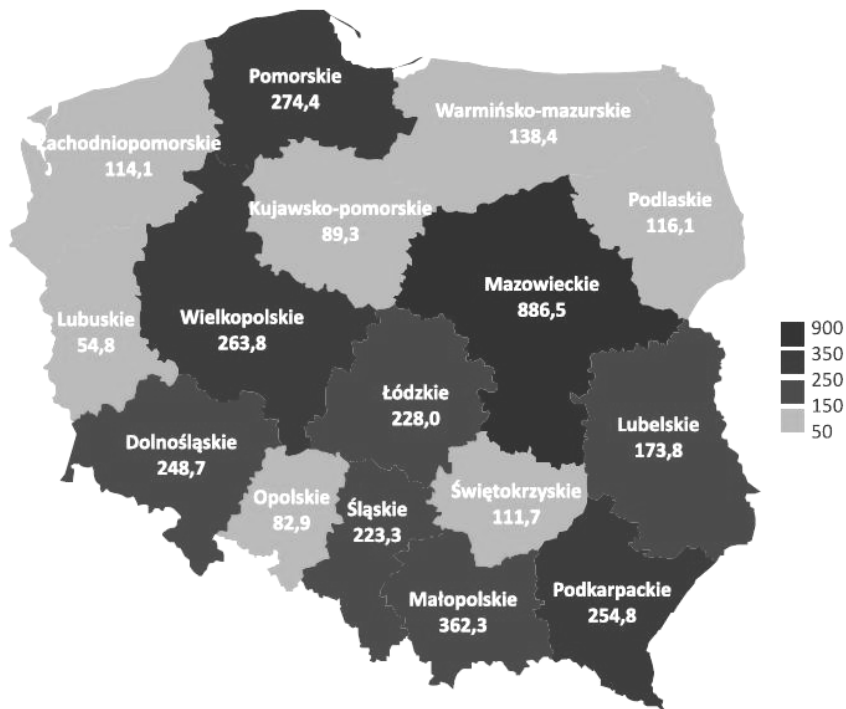 Pomorskie
274,4
Warmińsko-mazurskie
138,4
Zachodniopomorskie
114,1
Podlaskie
116,1
Kujawsko-pomorskie
89,3
Mazowieckie
886,5
Lubuskie
54,8
Wielkopolskie
263,8
900
350
250
150
50
Łódzkie
228,0
Lubelskie
173,8
Dolnośląskie
248,7
Opolskie
82,9
Śląskie
223,3
Świętokrzyskie
111,7
Małopolskie
362,3
Podkarpackie
254,8